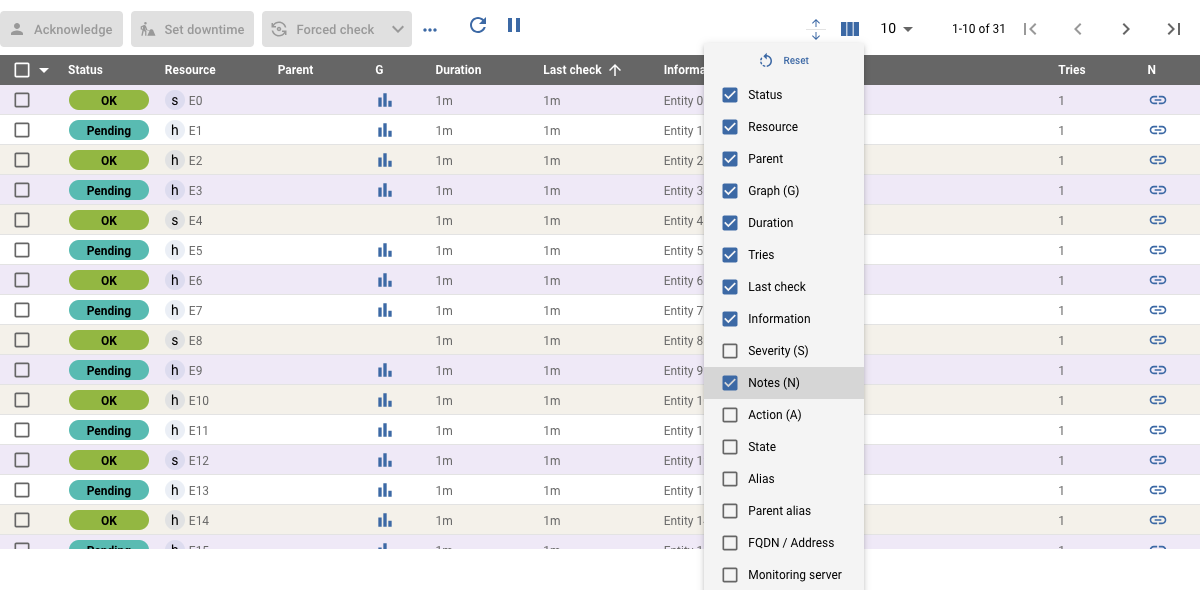 Acknowledge Set downtime Forced check 10 1-10 of 31
Status Resource Parent G Duration Last check Informa Tries N
Reset
OK s E0 1m 1m Entity 0 1
Pending h E1 1m 1m Entity 1 1
OK h E2 1m 1m Entity 2 1
Pending h E3 1m 1m Entity 3 1
OK s E4 1m 1m Entity 4 1
Pending h E5 1m 1m Entity 5 1
OK h E6 1m 1m Entity 6 1
Pending h E7 1m 1m Entity 7 1
OK s E8 1m 1m Entity 8 1
Pending h E9 1m 1m Entity 9 1
OK h E10 1m 1m Entity 1 1
Pending h E11 1m 1m Entity 1 1
OK s E12 1m 1m Entity 1 1
Pending h E13 1m 1m Entity 1 1
OK h E14 1m 1m Entity 1 1
Pending h E15 1m 1m Entity 1 1
Status
Resource
Parent
Graph (G)
Duration
Tries
Last check
Information
Severity (S)
Notes (N)
Action (A)
State
Alias
Parent alias
FQDN / Address
Monitoring server